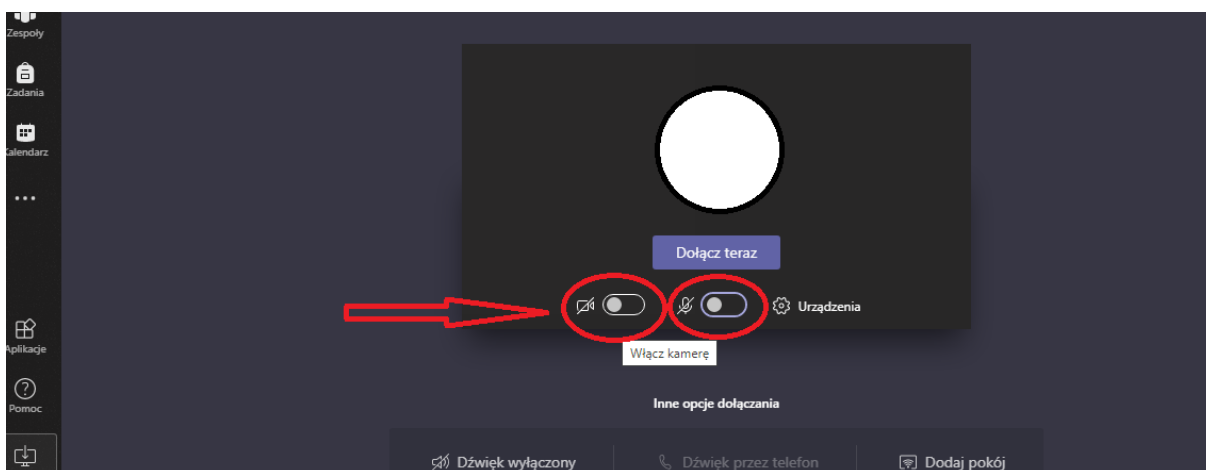 Zespoły
Zadania
Kalendarz
Aplikacje
Pomoc
Dołącz teraz
Urządzenia
Włącz kamerę
Inne opcje dołączania
Dźwięk wyłączony
Dźwięk przez telefon
Dodaj pokój